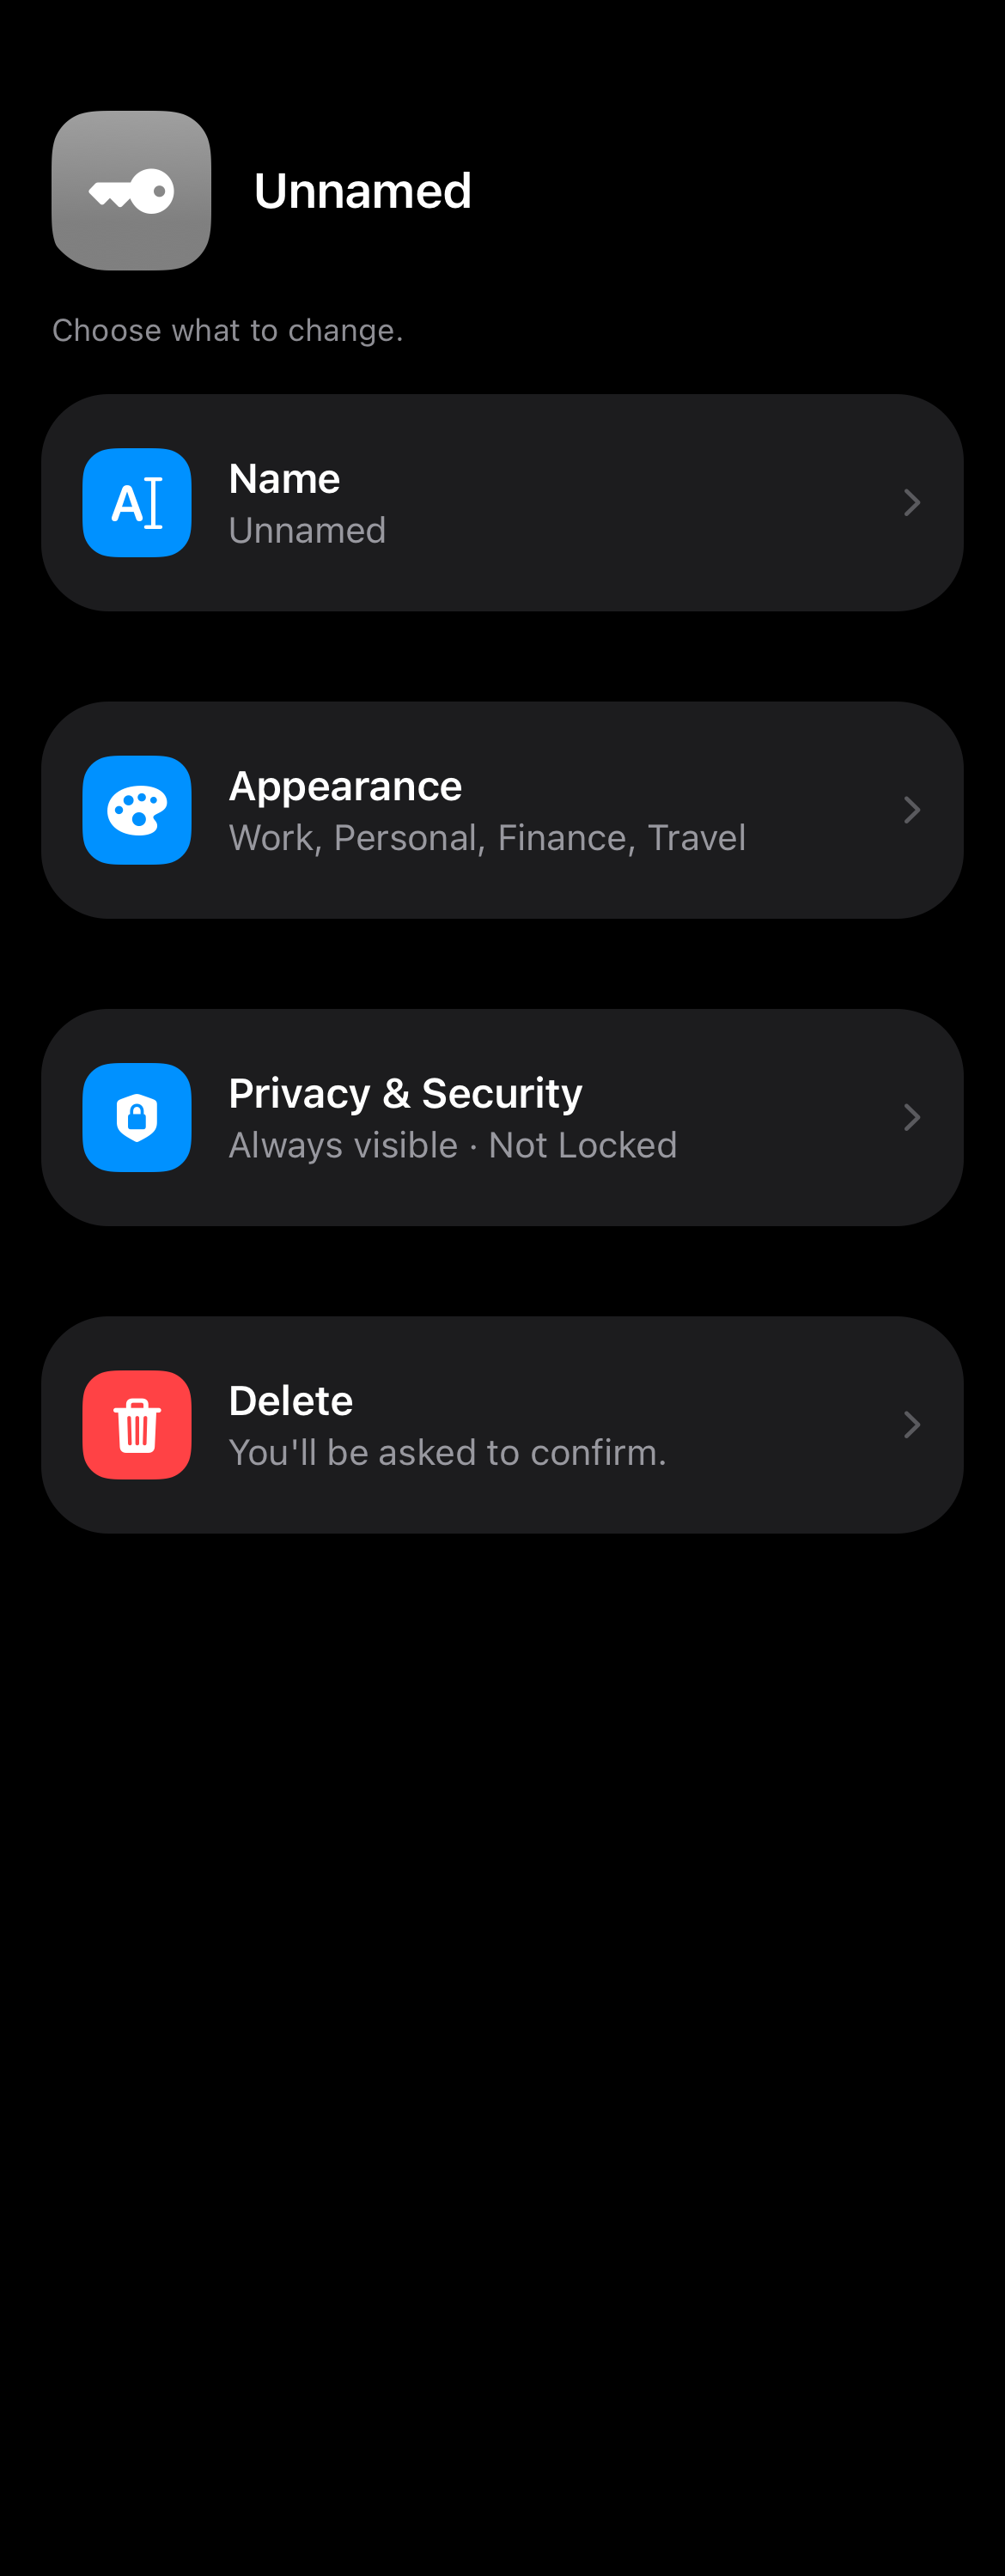 Unnamed
Choose what to change.
Name
Unnamed
Appearance
Work, Personal, Finance, Travel
Privacy & Security
Always visible · Not Locked
Delete
You'll be asked to confirm.